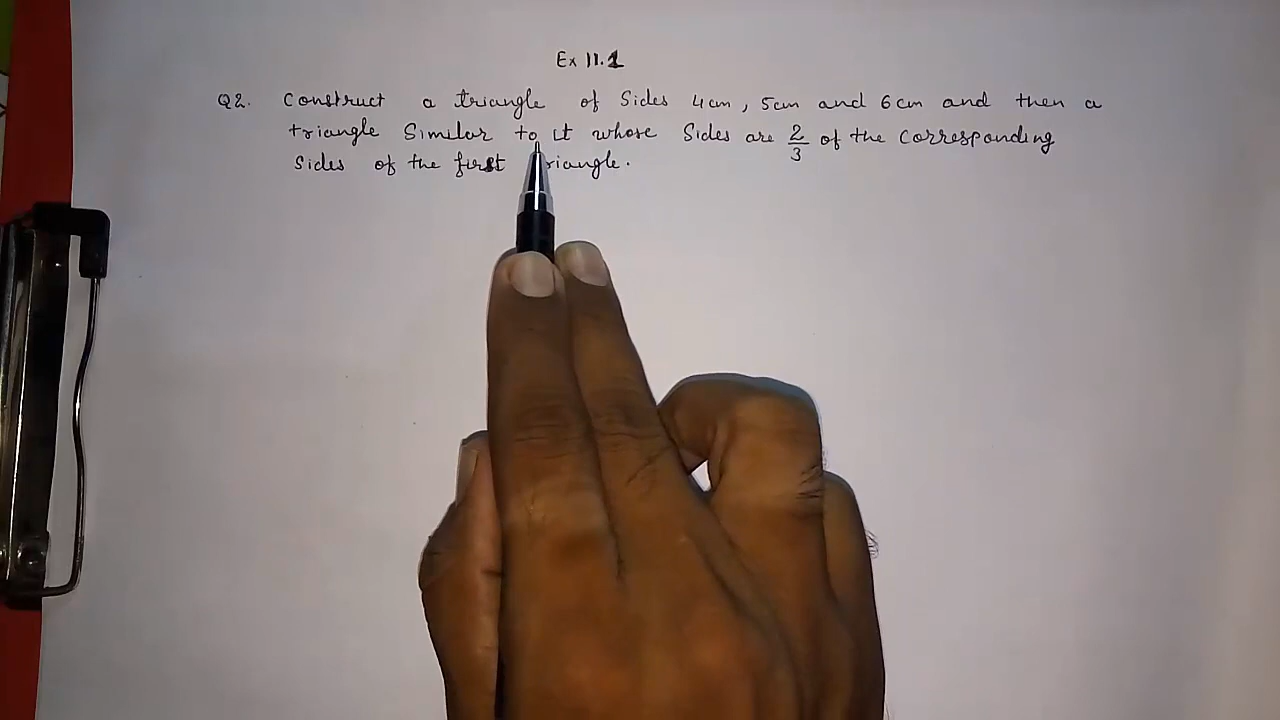 Ex 11.1
Q2. Construct a triangle of Sides 4cm, 5cm and 6cm and then a
triangle Similar to it whose Sides are 2/3 of the corresponding
Sides of the first triangle.